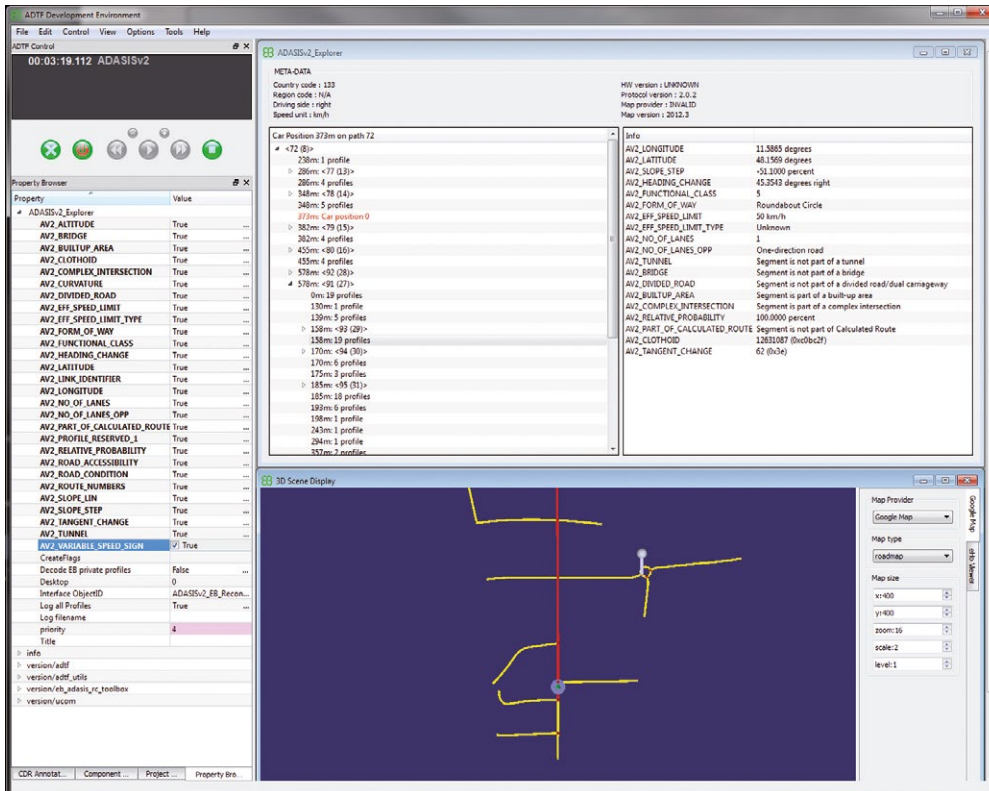 ADTF Development Environment
File Edit Control View Options Tools Help
ADTF Control
00:03:19.112 ADASISv2
Property Browser
Property Value
ADASISv2_Explorer
AV2_ALTITUDE True ...
AV2_BRIDGE True ...
AV2_BUILTUP_AREA True ...
AV2_CLOTHOID True ...
AV2_COMPLEX_INTERSECTION True ...
AV2_CURVATURE True ...
AV2_DIVIDED_ROAD True ...
AV2_EFF_SPEED_LIMIT True ...
AV2_EFF_SPEED_LIMIT_TYPE True ...
AV2_FORM_OF_WAY True ...
AV2_FUNCTIONAL_CLASS True ...
AV2_HEADING_CHANGE True ...
AV2_LATITUDE True ...
AV2_LINK_IDENTIFIER True ...
AV2_LONGITUDE True ...
AV2_NO_OF_LANES True ...
AV2_NO_OF_LANES_OPP True ...
AV2_PART_OF_CALCULATED_ROUTE True ...
AV2_PROFILE_RESERVED_1 True ...
AV2_RELATIVE_PROBABILITY True ...
AV2_ROAD_ACCESSIBILITY True ...
AV2_ROAD_CONDITION True ...
AV2_ROUTE_NUMBERS True ...
AV2_SLOPE_LIN True ...
AV2_SLOPE_STEP True ...
AV2_TANGENT_CHANGE True ...
AV2_TUNNEL True ...
AV2_VARIABLE_SPEED_SIGN True
CreateFlags
Decode EB private profiles False ...
Desktop 0
Interface ObjectID ADASISv2_EB_Recon...
Log all Profiles True ...
Log filename
priority 4
Title
info
version/adtf
version/adtf_utils
version/eb_adasis_rc_toolbox
version/ucom
CDR Annotat... Component ... Project ... Property Bro...
ADASISv2_Explorer
META-DATA
Country code : 133
Region code : N/A
Driving side : right
Speed unit : km/h
HW version : UNKNOWN
Protocol version : 2.0.2
Map provider : INVALID
Map version : 2012.3
Car Position 373m on path 72
<72 (8)>
238m: 1 profile
286m: <77 (13)>
286m: 4 profiles
348m: <78 (14)>
348m: 5 profiles
373m: Car position 0
382m: <79 (15)>
382m: 4 profiles
455m: <80 (16)>
455m: 4 profiles
578m: <92 (28)>
578m: <91 (27)>
0m: 19 profiles
130m: 1 profile
139m: 5 profiles
158m: <93 (29)>
158m: 19 profiles
170m: <94 (30)>
170m: 6 profiles
175m: 3 profiles
185m: <95 (31)>
185m: 18 profiles
193m: 6 profiles
198m: 1 profile
243m: 1 profile
294m: 1 profile
357m: 2 profiles
Info
AV2_LONGITUDE 11.5865 degrees
AV2_LATITUDE 48.1569 degrees
AV2_SLOPE_STEP -51.1000 percent
AV2_HEADING_CHANGE 45.3543 degrees right
AV2_FUNCTIONAL_CLASS 5
AV2_FORM_OF_WAY Roundabout Circle
AV2_EFF_SPEED_LIMIT 50 km/h
AV2_EFF_SPEED_LIMIT_TYPE Unknown
AV2_NO_OF_LANES 1
AV2_NO_OF_LANES_OPP One-direction road
AV2_TUNNEL Segment is not part of a tunnel
AV2_BRIDGE Segment is not part of a bridge
AV2_DIVIDED_ROAD Segment is not part of a divided road/dual carriageway
AV2_BUILTUP_AREA Segment is part of a built-up area
AV2_COMPLEX_INTERSECTION Segment is part of a complex intersection
AV2_RELATIVE_PROBABILITY 100.0000 percent
AV2_PART_OF_CALCULATED_ROUTE Segment is not part of Calculated Route
AV2_CLOTHOID 12631087 (0xc0bc2f)
AV2_TANGENT_CHANGE 62 (0x3e)
3D Scene Display
Map Provider
Google Map
Map type
roadmap
Map size
x:400
y:400
zoom:16
scale:2
level:1
Google Map
eHo Viewer